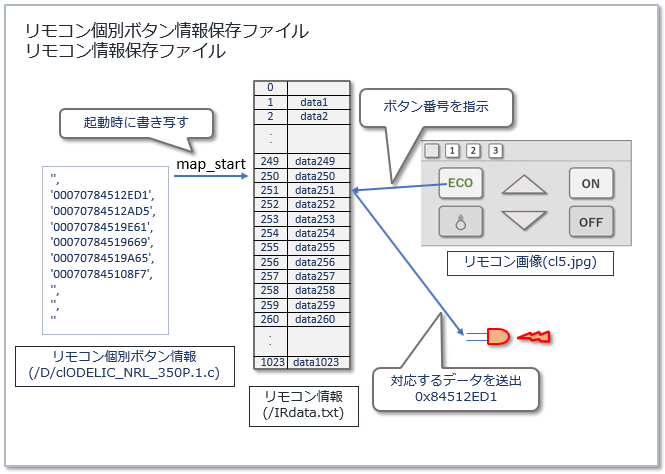 リモコン個別ボタン情報保存ファイル
リモコン情報保存ファイル
起動時に書き写す
map_start
'',
'00070784512ED1',
'00070784512AD5',
'00070784519E61',
'00070784519669',
'00070784519A65',
'000707845108F7',
'',
'',
''
リモコン個別ボタン情報
(/D/clODELIC_NRL_350P.1.c)
0
1 data1
2 data2
:
249 data249
250 data250
251 data251
252 data252
253 data253
254 data254
255 data255
256 data256
257 data257
258 data258
259 data259
260 data260
:
1023 data1023
リモコン情報
(/IRdata.txt)
ボタン番号を指示
1 2 3
ECO ON
OFF
リモコン画像(cl5.jpg)
対応するデータを送出
0x84512ED1